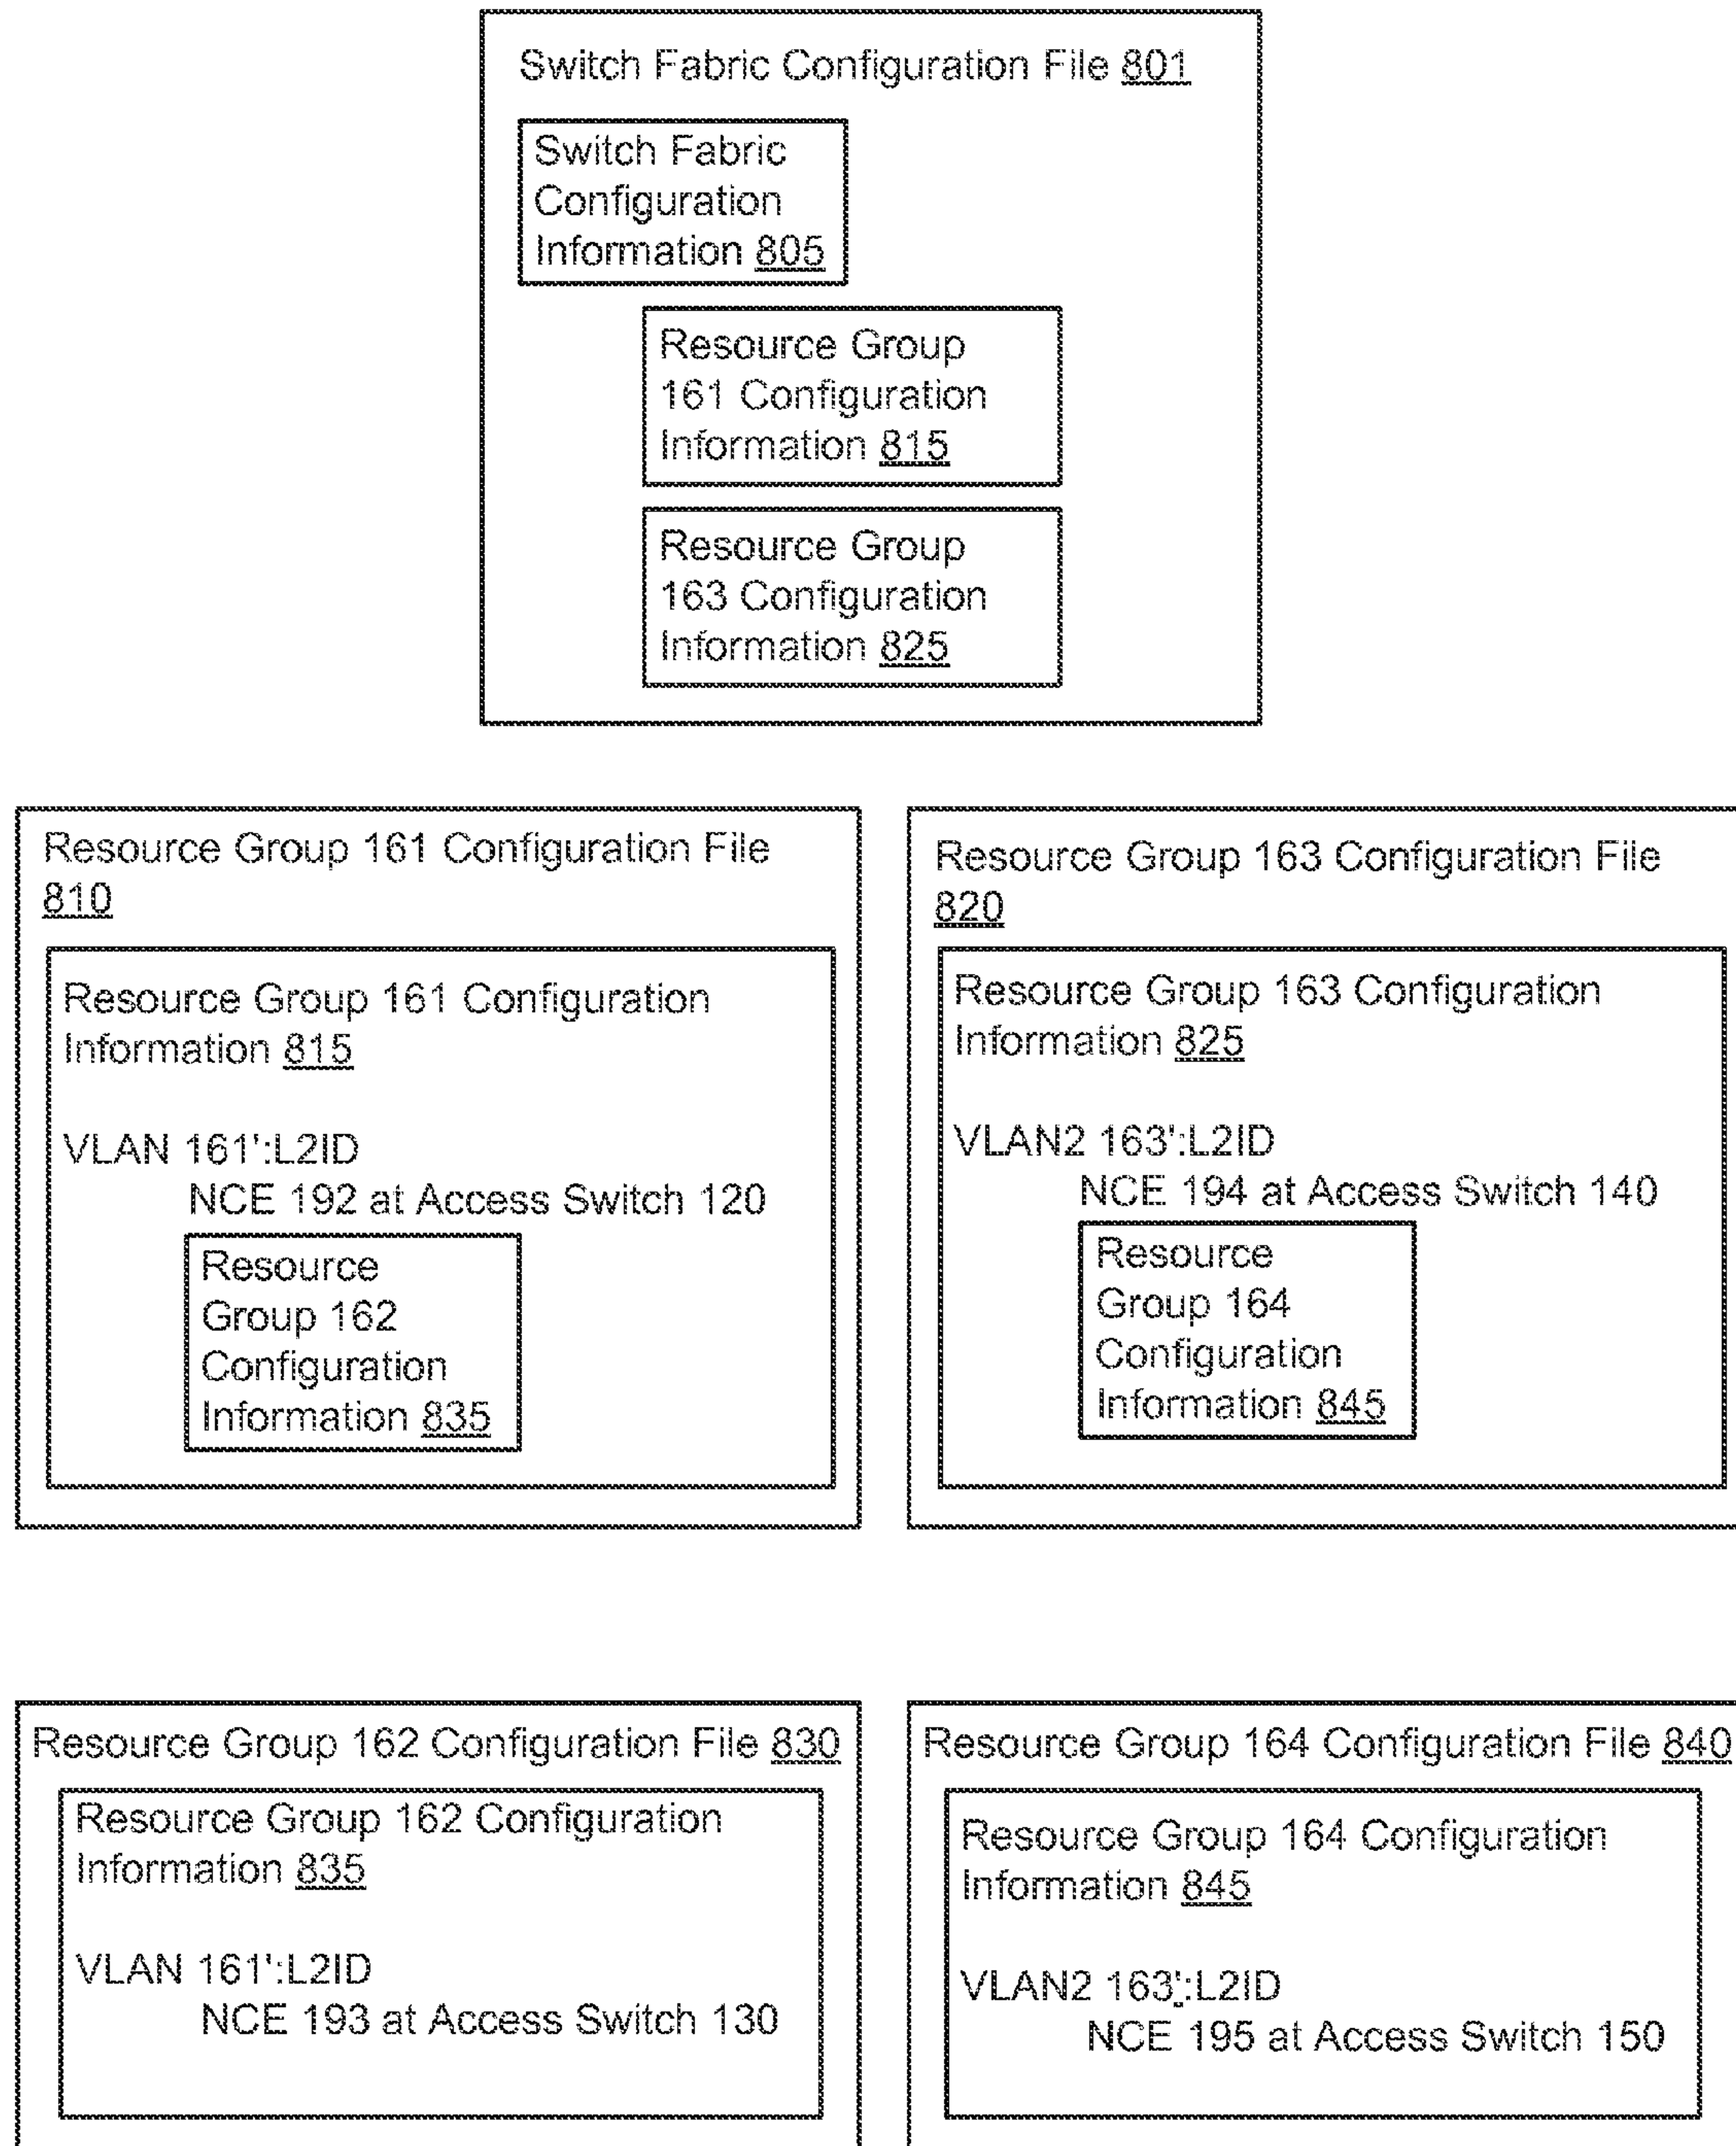 Switch Fabric Configuration File 801
Switch Fabric
Configuration
Information 805
Resource Group
161 Configuration
Information 815
Resource Group
163 Configuration
Information 825
Resource Group 161 Configuration File
810
Resource Group 161 Configuration
Information 815
VLAN 161':L2ID
NCE 192 at Access Switch 120
Resource
Group 162
Configuration
Information 835
Resource Group 163 Configuration File
820
Resource Group 163 Configuration
Information 825
VLAN2 163':L2ID
NCE 194 at Access Switch 140
Resource
Group 164
Configuration
Information 845
Resource Group 162 Configuration File 830
Resource Group 162 Configuration
Information 835
VLAN 161':L2ID
NCE 193 at Access Switch 130
Resource Group 164 Configuration File 840
Resource Group 164 Configuration
Information 845
VLAN2 163':L2ID
NCE 195 at Access Switch 150